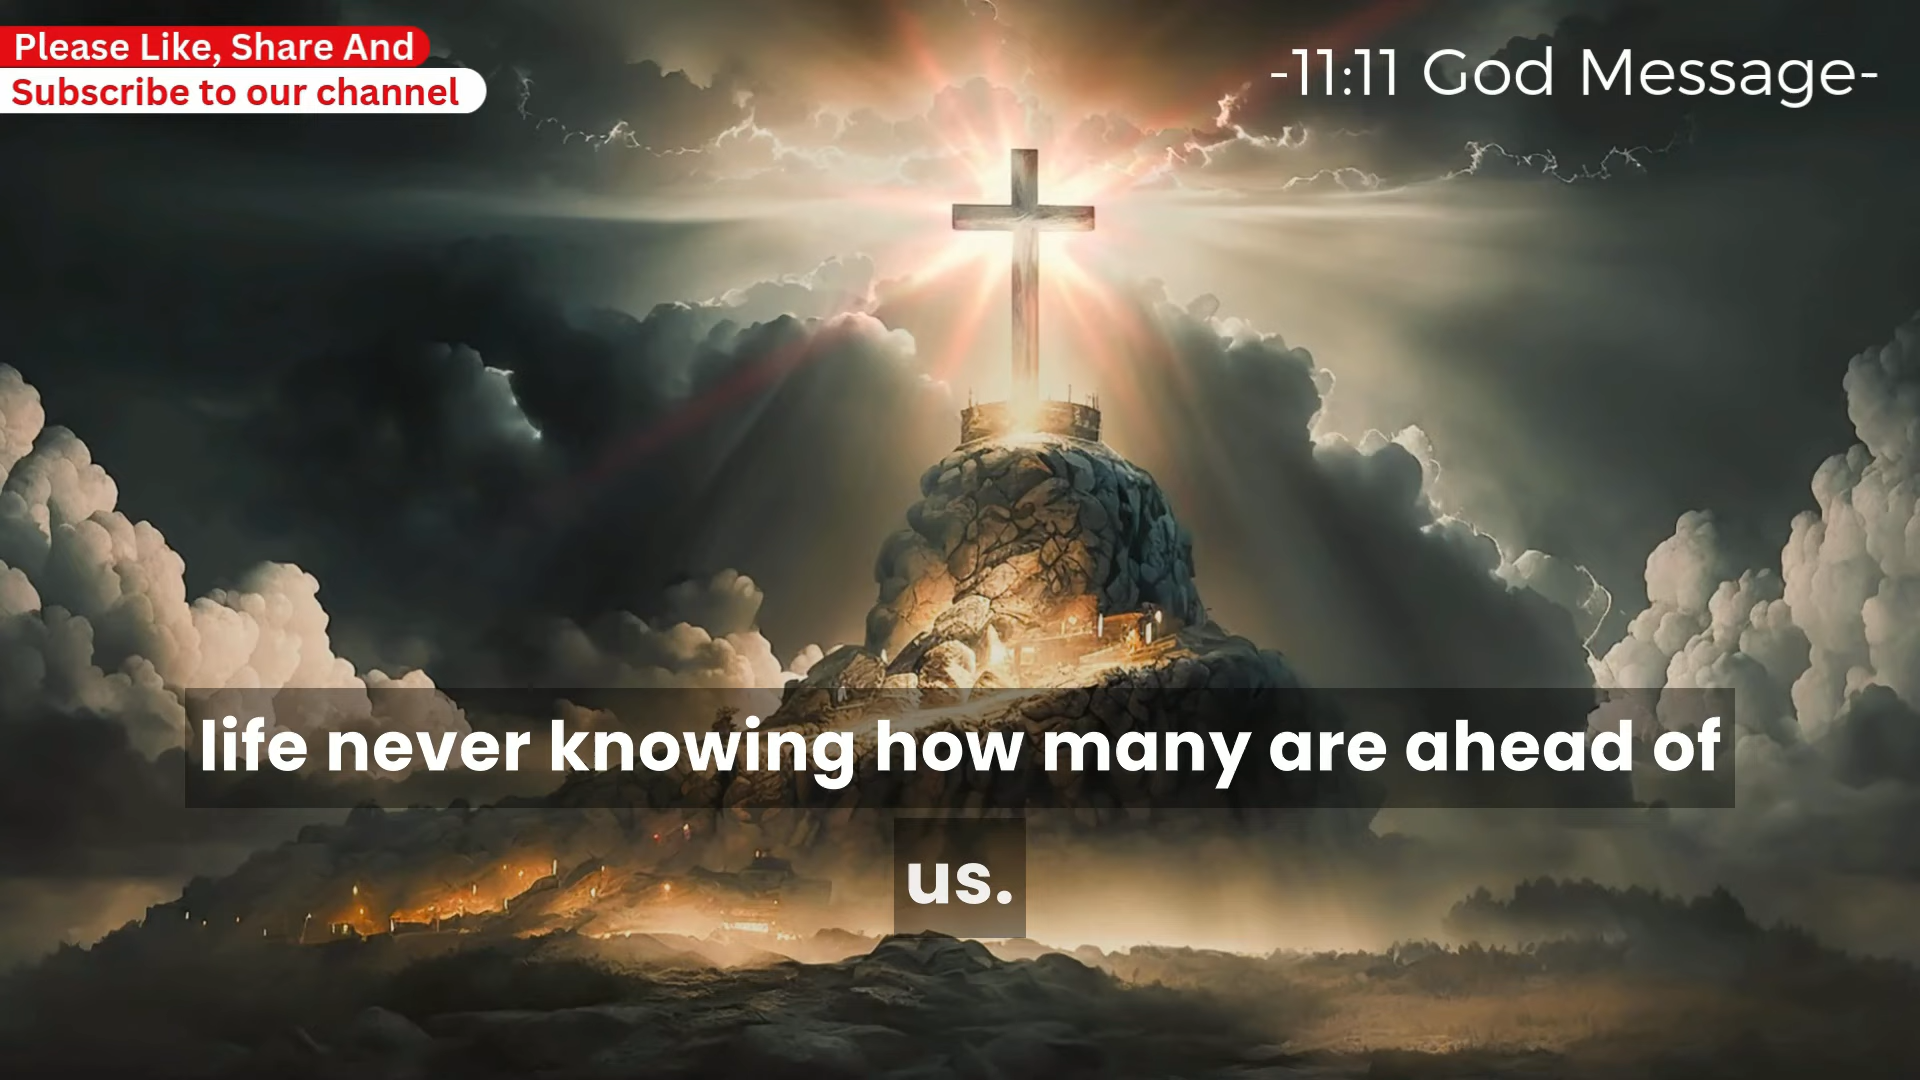 Please Like, Share And
Subscribe to our channel
-11:11 God Message-
life never knowing how many are ahead of
us.